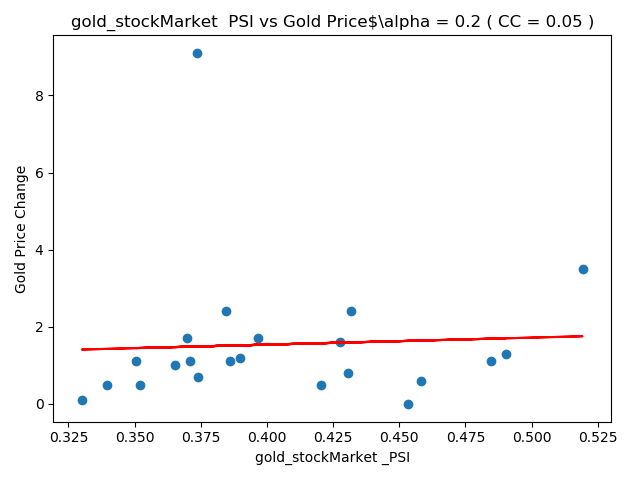 gold_stockMarket  PSI vs Gold Price$\alpha = 0.2 ( CC = 0.05 )
Gold Price Change
8
6
4
2
0
0.325 0.350 0.375 0.400 0.425 0.450 0.475 0.500 0.525
gold_stockMarket _PSI